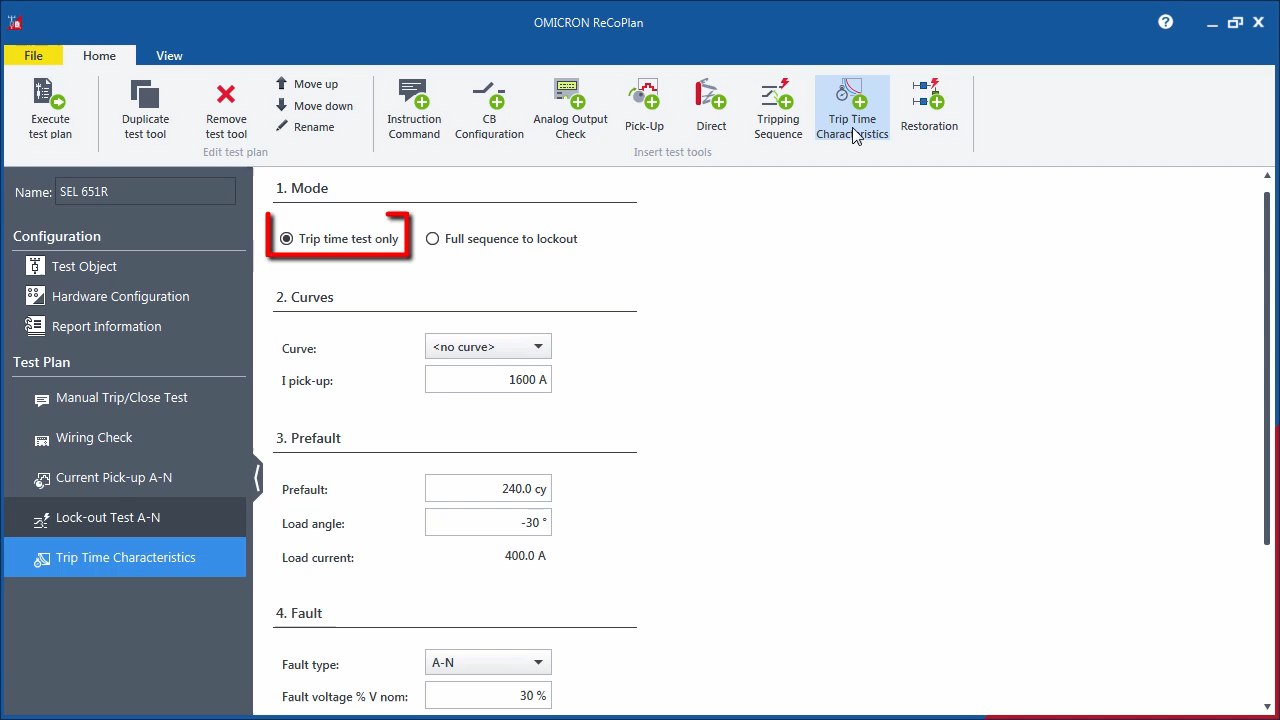 OMICRON ReCoPlan
File Home View
Execute test plan
Duplicate test tool
Remove test tool
Move up
Move down
Rename
Edit test plan
Instruction Command
CB Configuration
Analog Output Check
Pick-Up
Direct
Tripping Sequence
Trip Time Characteristics
Restoration
Insert test tools
Name: SEL 651R
Configuration
Test Object
Hardware Configuration
Report Information
Test Plan
Manual Trip/Close Test
Wiring Check
Current Pick-up A-N
Lock-out Test A-N
Trip Time Characteristics
1. Mode
Trip time test only Full sequence to lockout
2. Curves
Curve: <no curve>
I pick-up: 1600 A
3. Prefault
Prefault: 240.0 cy
Load angle: -30 °
Load current: 400.0 A
4. Fault
Fault type: A-N
Fault voltage % V nom: 30 %